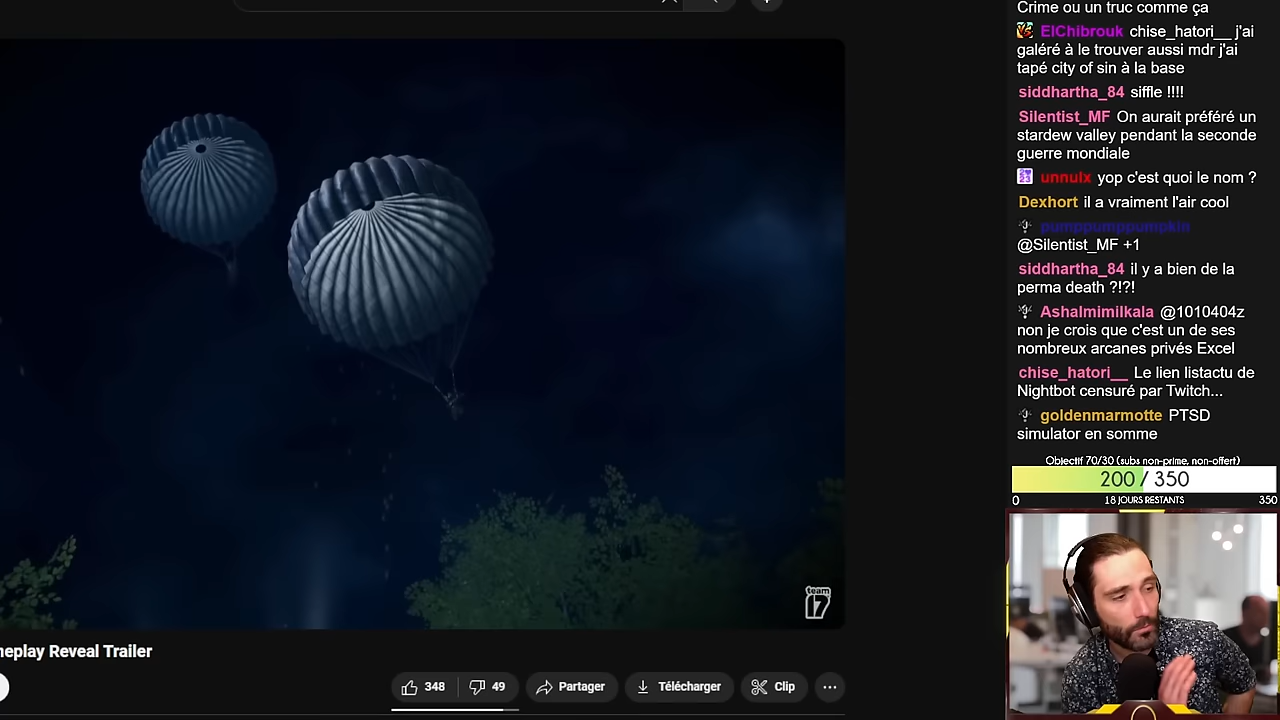 team
17
neplay Reveal Trailer
348
49
Partager
Télécharger
Clip
Crime ou un truc comme ça
ElChibrouk chise_hatori__ j'ai
galéré à le trouver aussi mdr j'ai
tapé city of sin à la base
siddhartha_84 siffle !!!!
Silentist_MF On aurait préféré un
stardew valley pendant la seconde
guerre mondiale
unnulx yop c'est quoi le nom ?
Dexhort il a vraiment l'air cool
pumppumppumpkin
@Silentist_MF +1
siddhartha_84 il y a bien de la
perma death ?!?!
Ashalmimilkala @1010404z
non je crois que c'est un de ses
nombreux arcanes privés Excel
chise_hatori__ Le lien listactu de
Nightbot censuré par Twitch...
goldenmarmotte PTSD
simulator en somme
Objectif 70/30 (subs non-prime, non-offert)
200 / 350
0 18 JOURS RESTANTS 350